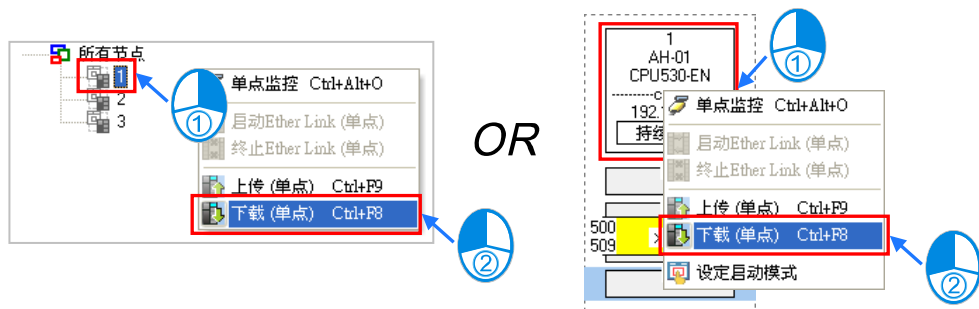 所有节点
1
2
3
单点监控 Ctrl+Alt+O
启动Ether Link (单点)
终止Ether Link (单点)
上传 (单点) Ctrl+F9
下载 (单点) Ctrl+F8
①
②
OR
1
AH-01
CPU530-EN
192.
持续
500
509
单点监控 Ctrl+Alt+O
启动Ether Link (单点)
终止Ether Link (单点)
上传 (单点) Ctrl+F9
下载 (单点) Ctrl+F8
设定启动模式
①
②